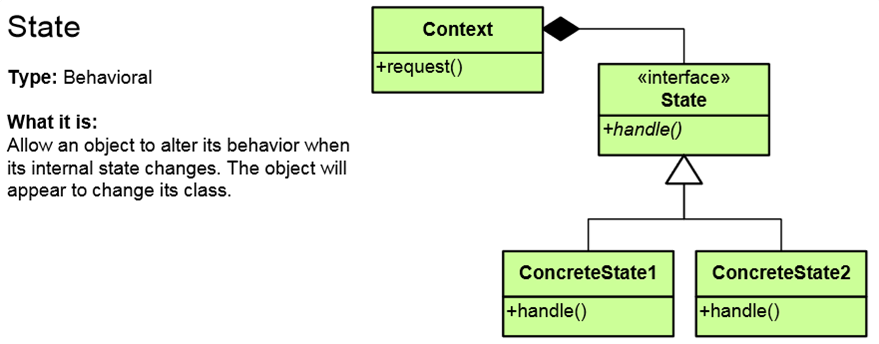 State
Type: Behavioral
What it is:
Allow an object to alter its behavior when
its internal state changes. The object will
appear to change its class.
Context
+request()
«interface»
State
+handle()
ConcreteState1
+handle()
ConcreteState2
+handle()